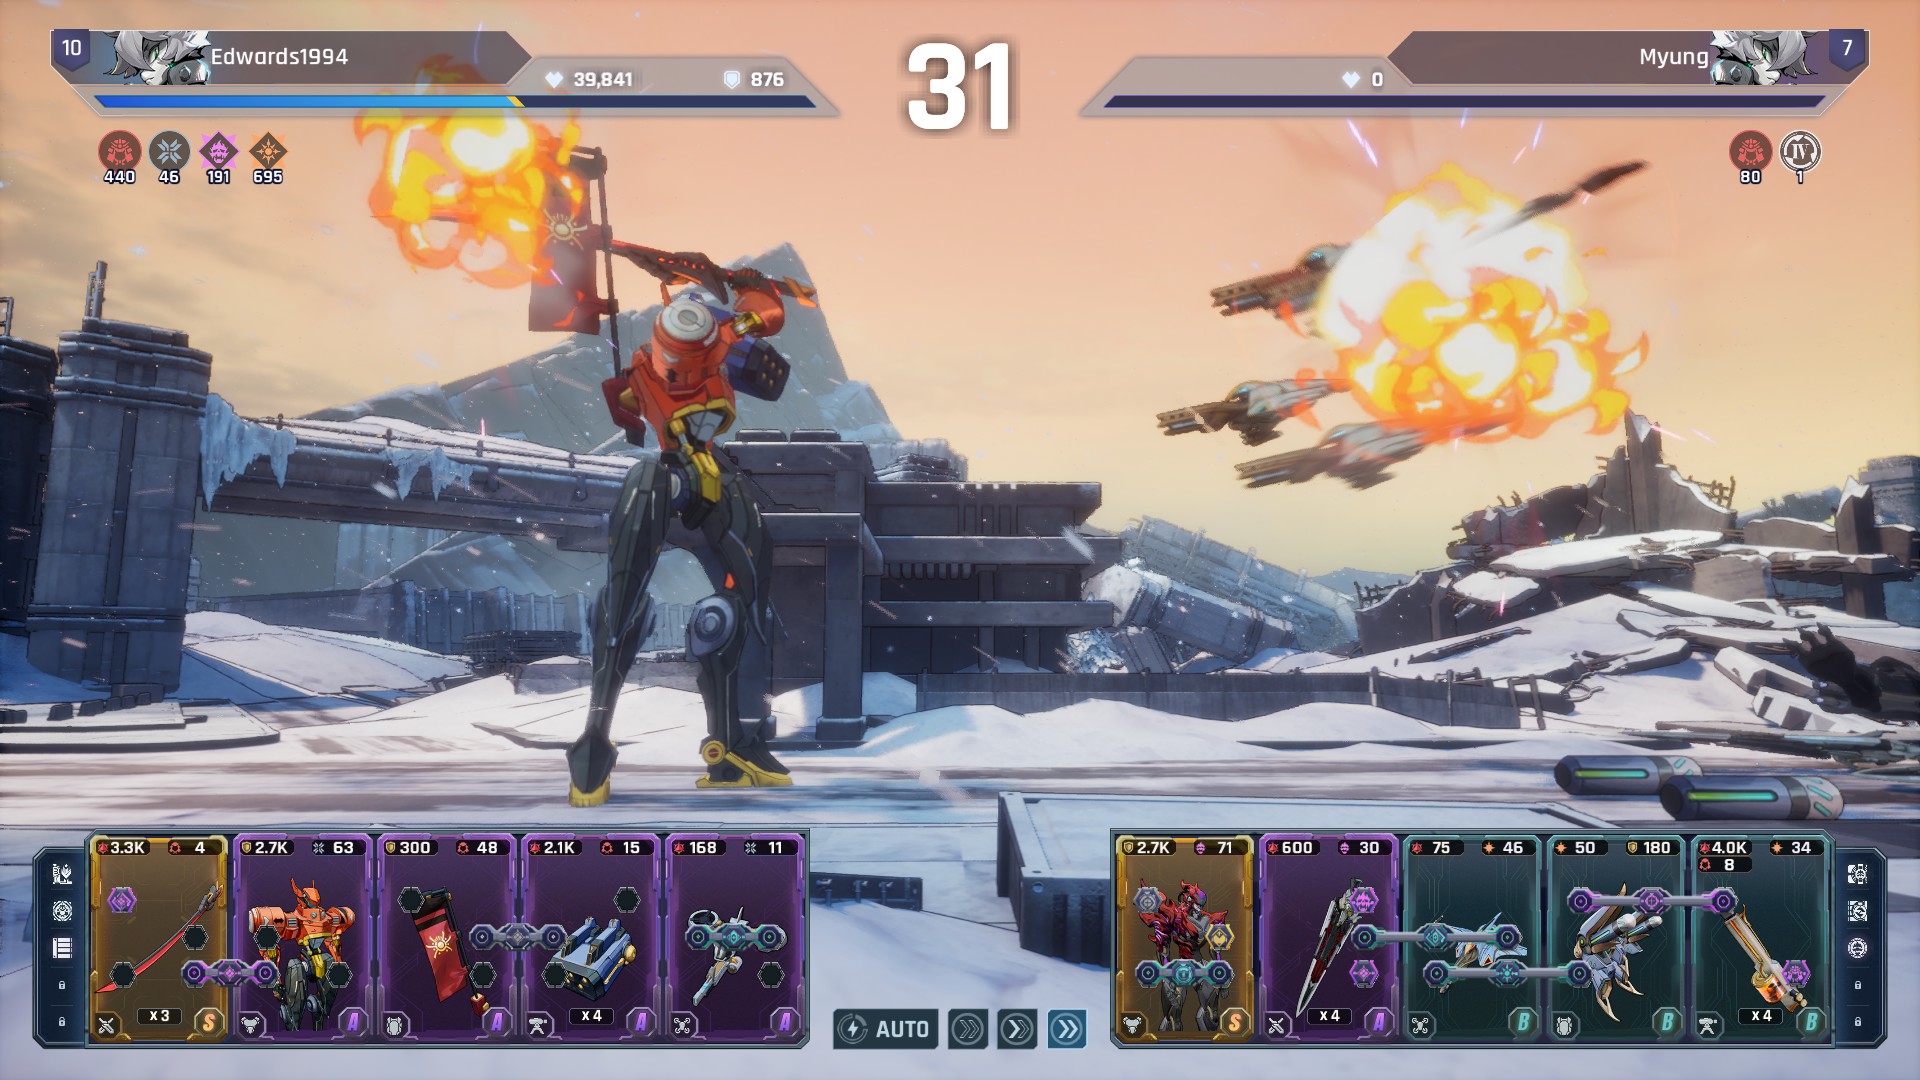 10
Edwards1994
39,841
876
31
0
Myung
7
440
46
191
695
80
IV
1
3.3K 4
2.7K 63
300 48
2.1K 15
168 11
2.7K 71
600 30
75 46
50 180
4.0K 34
8
x3
S
A
A
x4
A
A
AUTO
S
x4
A
B
B
x4
B